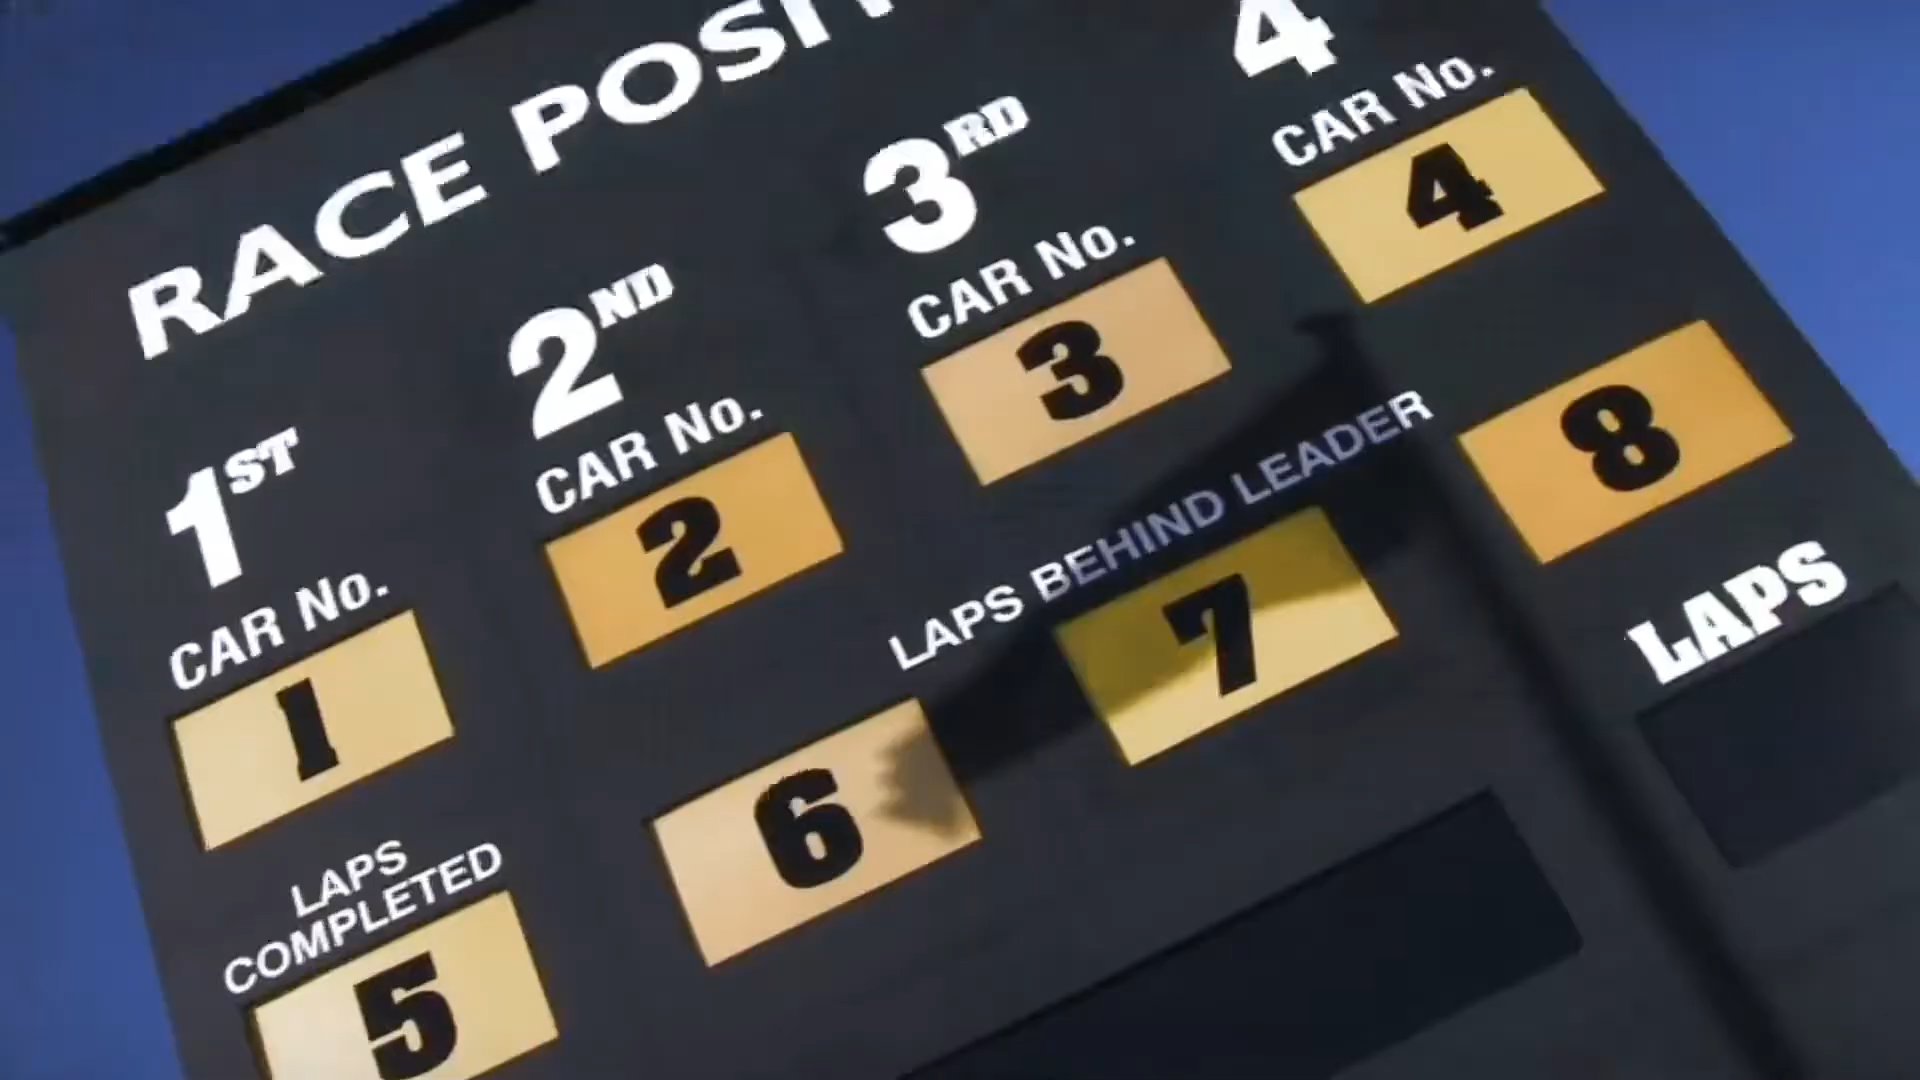 RACE POSIT
1ST
2ND
3RD
4
CAR No.
CAR No.
CAR No.
CAR No.
1
2
3
4
LAPS
COMPLETED
LAPS BEHIND LEADER
5
6
7
8
LAPS